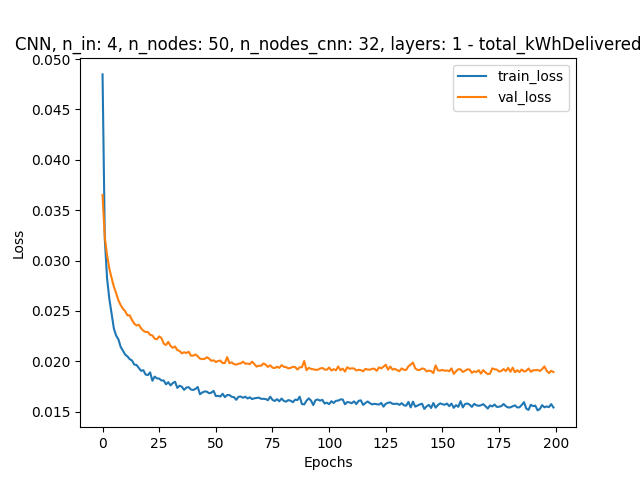 CNN, n_in: 4, n_nodes: 50, n_nodes_cnn: 32, layers: 1 - total_kWhDelivered
train_loss
val_loss
0.050
0.045
0.040
0.035
0.030
0.025
0.020
0.015
Loss
0 25 50 75 100 125 150 175 200
Epochs